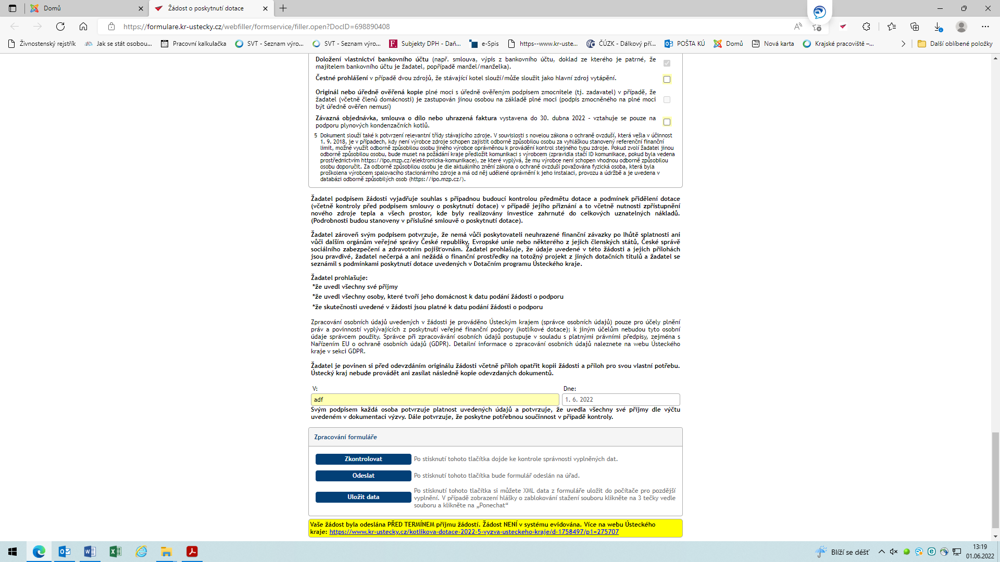 Domů
Žádost o poskytnutí dotace
https://formulare.kr-ustecky.cz/webfiller/formservice/filler.open?DocID=698890408
Živnostenský rejstřík
Jak se stát osobou...
Pracovní kalkulačka
SVT - Seznam výro...
SVT - Seznam výro...
Subjekty DPH - Daň...
e-Spis
https--www.kr-uste...
ČÚZK - Dálkový pří...
POŠTA KÚ
Domů
Nová karta
Krajské pracoviště –...
Další oblíbené položky
Doložení vlastnictví bankovního účtu (např. smlouva, výpis z bankovního účtu, doklad ze kterého je patrné, že
majitelem bankovního účtu je žadatel, popřípadě manžel/manželka).
Čestné prohlášení v případě dvou zdrojů, že stávající kotel slouží/může sloužit jako hlavní zdroj vytápění.
Originál nebo úředně ověřená kopie plné moci s úředně ověřeným podpisem zmocnitele (tj. zadavatel) v případě, že
žadatel (včetně členů domácnosti) je zastupován jinou osobou na základě plné moci (podpis zmocněného na plné moci
být úředně ověřen nemusí)
Závazná objednávka, smlouva o dílo nebo uhrazená faktura vystavena do 30. dubna 2022 - vztahuje se pouze na
podporu plynových kondenzačních kotlů.
5 Dokument slouží také k potvrzení relevantní třídy stávajícího zdroje. V souvislosti s novelou zákona o ochraně ovzduší, která vešla v účinnost
1. 9. 2018, je v případech, kdy není výrobce zdroje schopen zajistit odborně způsobilou osobu za vyhláškou stanovený referenční finanční
limit, možné využít odborně způsobilou osobu jiného výrobce oprávněnou k provádění kontrol stejného typu zdroje. Pokud zvolí žadatel jinou
odborně způsobilou osobu, bude muset na požádání kraje předložit komunikaci s výrobcem (zpravidla stačí ID komunikace, pokud byla vedena
prostřednictvím https://ipo.mzp.cz/elektronicka-komunikace), ze které vyplývá, že mu výrobce není schopen vhodnou odborně způsobilou
osobu doporučit. Za odborně způsobilou osobu je dle aktuálního znění zákona o ochraně ovzduší považována fyzická osoba, která byla
proškolena výrobcem spalovacího stacionárního zdroje a má od něj udělené oprávnění k jeho instalaci, provozu a údržbě a je uvedena v
databázi odborně způsobilých osob (https://ipo.mzp.cz/).
Žadatel podpisem žádosti vyjadřuje souhlas s případnou budoucí kontrolou předmětu dotace a podmínek přidělení dotace
(včetně kontroly před podpisem smlouvy o poskytnutí dotace) v případě jejího přiznání a to včetně nutnosti zpřístupnění
nového zdroje tepla a všech prostor, kde byly realizovány investice zahrnuté do celkových uznatelných nákladů.
(Podrobnosti budou stanoveny v příslušné smlouvě o poskytnutí dotace).
Žadatel zároveň svým podpisem potvrzuje, že nemá vůči poskytovateli neuhrazené finanční závazky po lhůtě splatnosti ani
vůči dalším orgánům veřejné správy České republiky, Evropské unie nebo některého z jejich členských států, České správě
sociálního zabezpečení a zdravotním pojišťovnám. Žadatel prohlašuje, že údaje uvedené v této žádosti a jejich přílohách
jsou pravdivé, žadatel nečerpá a ani nežádá o finanční prostředky na totožný projekt z jiných dotačních titulů a žadatel se
seznámil s podmínkami poskytnutí dotace uvedených v Dotačním programu Ústeckého kraje.
Žadatel prohlašuje:
*že uvedl všechny své příjmy
*že uvedl všechny osoby, které tvoří jeho domácnost k datu podání žádosti o podporu
*že skutečnosti uvedené v žádosti jsou platné k datu podání žádosti o podporu
Zpracování osobních údajů uvedených v žádosti je prováděno Ústeckým krajem (správce osobních údajů) pouze pro účely plnění
práv a povinností vyplývajících z poskytnutí veřejné finanční podpory (kotlíkové dotace); k jiným účelům nebudou tyto osobní
údaje správcem použity. Správce při zpracovávání osobních údajů postupuje v souladu s platnými právními předpisy, zejména s
Nařízením EU o ochraně osobních údajů (GDPR). Detailní informace o zpracování osobních údajů naleznete na webu Ústeckého
kraje v sekci GDPR.
Žadatel je povinen si před odevzdáním originálu žádosti včetně příloh opatřit kopii žádosti a příloh pro svou vlastní potřebu.
Ústecký kraj nebude provádět ani zasílat následně kopie odevzdaných dokumentů.
V:
Dne:
adf
1. 6. 2022
Svým podpisem každá osoba potvrzuje platnost uvedených údajů a potvrzuje, že uvedla všechny své příjmy dle výčtu
uvedeném v dokumentaci výzvy. Dále potvrzuje, že poskytne potřebnou součinnost v případě kontroly.
Zpracování formuláře
Zkontrolovat
Po stisknutí tohoto tlačítka dojde ke kontrole správnosti vyplněných dat.
Odeslat
Po stisknutí tohoto tlačítka bude formulář odeslán na úřad.
Uložit data
Po stisknutí tohoto tlačítka si můžete XML data z formuláře uložit do počítače pro pozdější
vyplnění. V případě zobrazení hlášky o zablokování stažení souboru klikněte na 3 tečky vedle
souboru a klikněte na „Ponechat“
Vaše žádost byla odeslána PŘED TERMÍNEM příjmu žádostí. Žádost NENÍ v systému evidována. Více na webu Ústeckého
kraje: https://www.kr-ustecky.cz/kotlikova-dotace-2022-5-vyzva-usteckeho-kraje/d-1758497/p1=275707
Blíží se déšť
13:19
01.06.2022